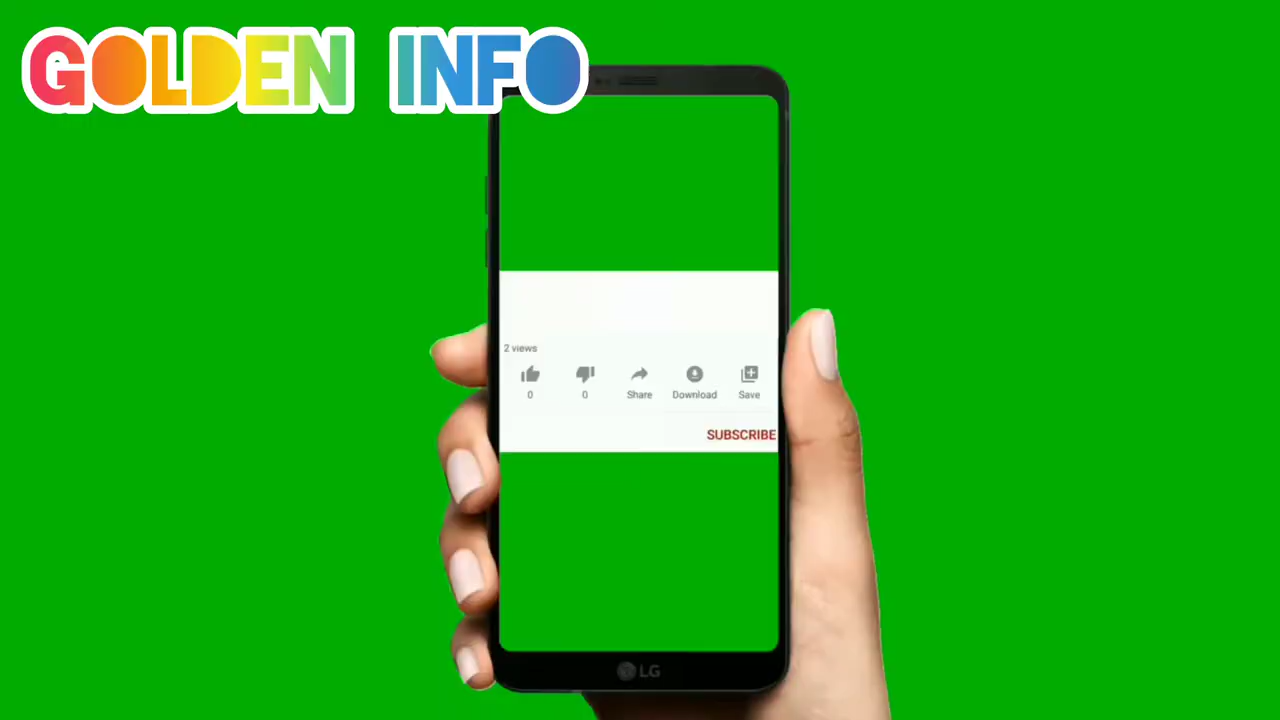 GOLDEN INFO
2 views
0 0 Share Download Save
SUBSCRIBE
LG